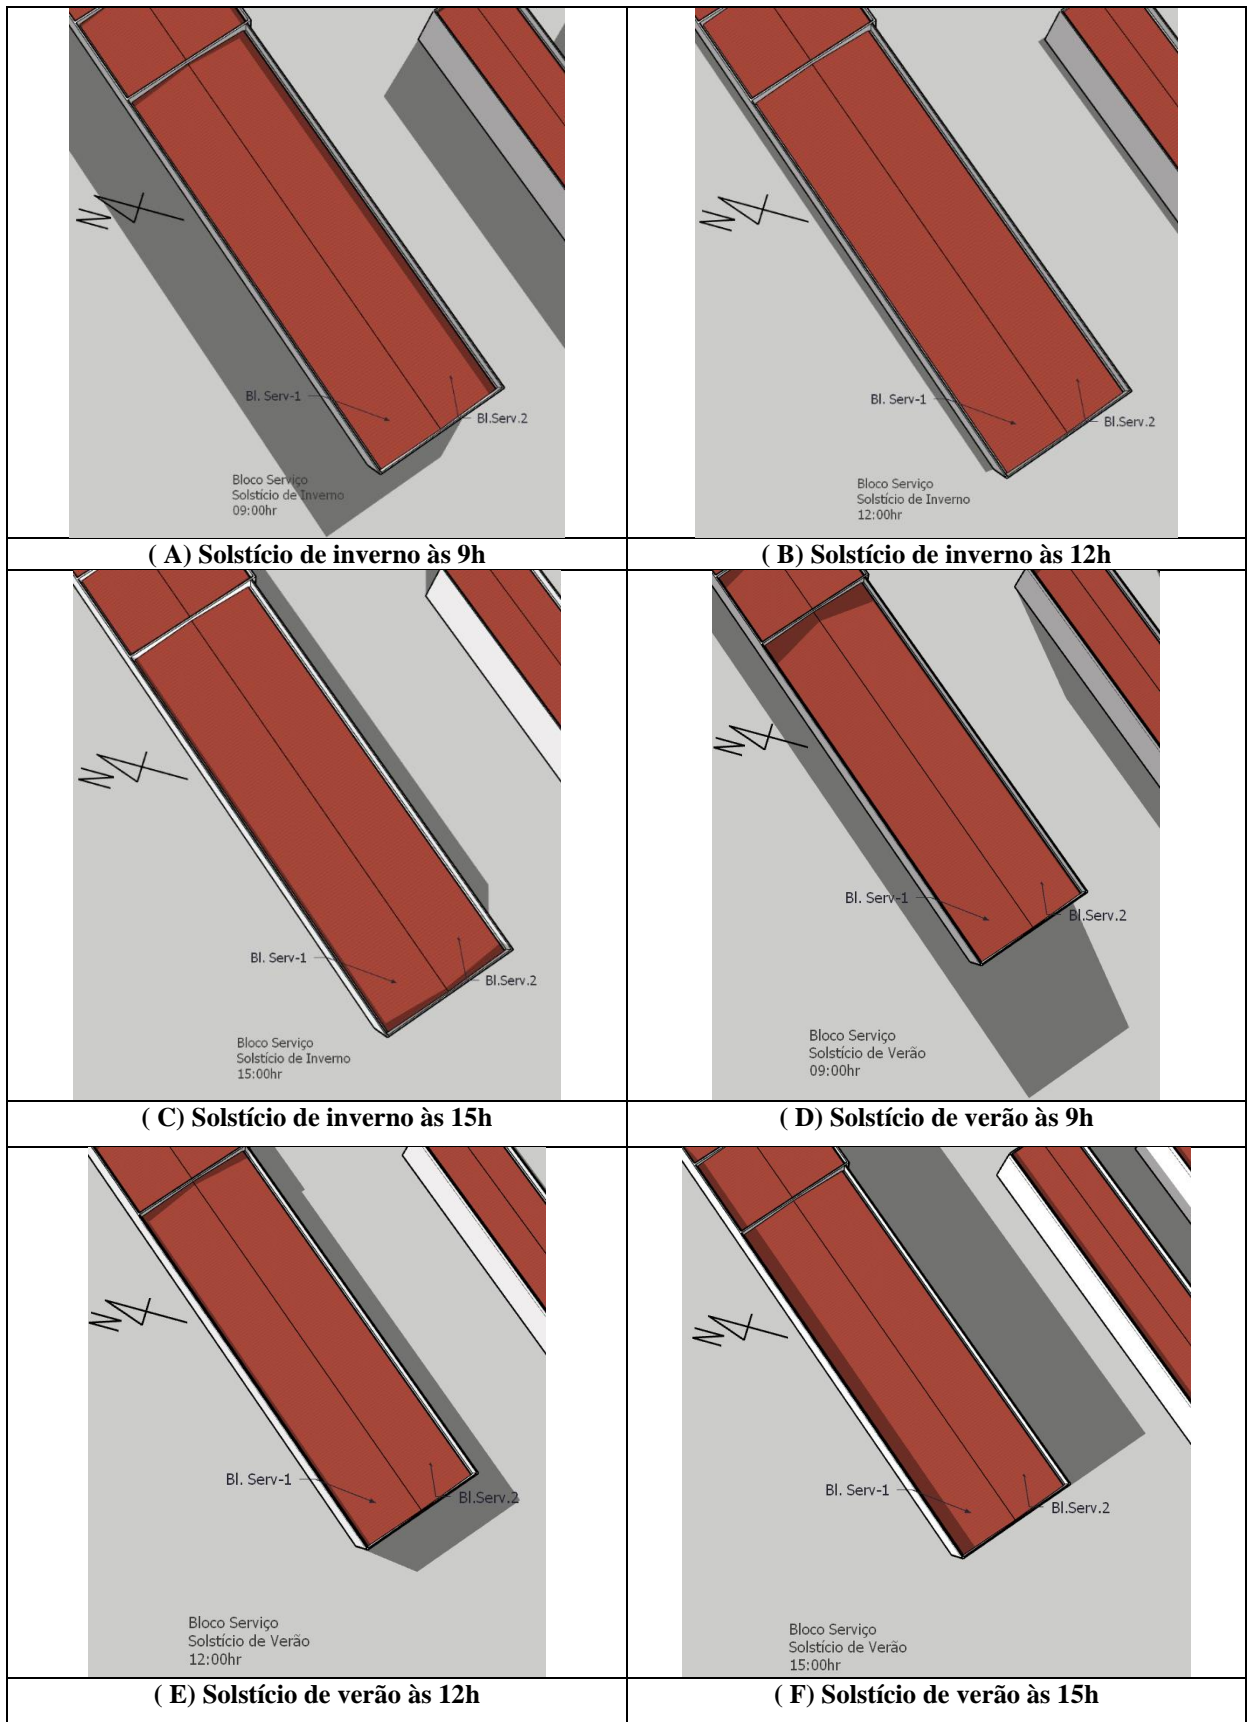 N
Bl. Serv-1
Bl.Serv.2
Bloco Serviço
Solstício de Inverno
09:00hr
( A) Solstício de inverno às 9h
N
Bl. Serv-1
Bl.Serv.2
Bloco Serviço
Solstício de Inverno
12:00hr
( B) Solstício de inverno às 12h
N
Bl. Serv-1
Bl.Serv.2
Bloco Serviço
Solstício de Inverno
15:00hr
( C) Solstício de inverno às 15h
N
Bl. Serv-1
Bl.Serv.2
Bloco Serviço
Solstício de Verão
09:00hr
( D) Solstício de verão às 9h
N
Bl. Serv-1
Bl.Serv.2
Bloco Serviço
Solstício de Verão
12:00hr
( E) Solstício de verão às 12h
N
Bl. Serv-1
Bl.Serv.2
Bloco Serviço
Solstício de Verão
15:00hr
( F) Solstício de verão às 15h